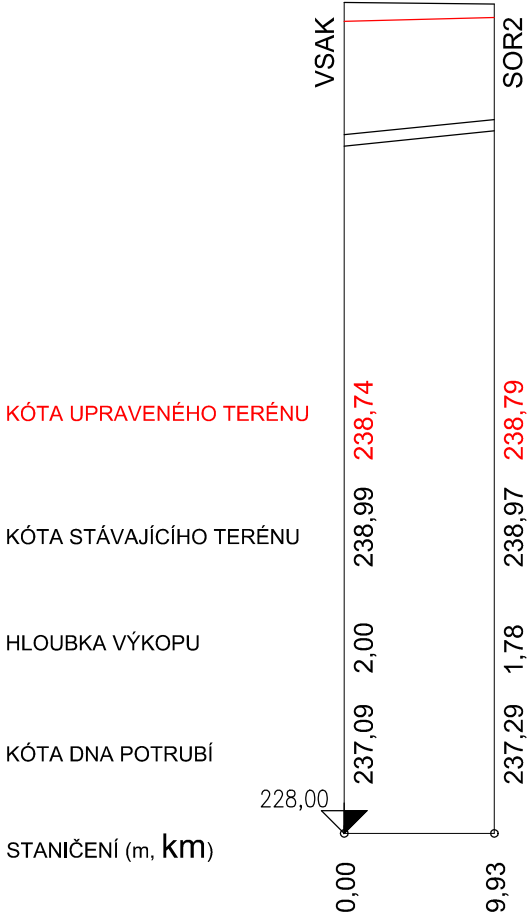 VSAK SOR2
KÓTA UPRAVENÉHO TERÉNU 238,74 238,79
KÓTA STÁVAJÍCÍHO TERÉNU 238,99 238,97
HLOUBKA VÝKOPU 2,00 1,78
KÓTA DNA POTRUBÍ 237,09 237,29
228,00
STANIČENÍ (m, km)
0,00 9,93